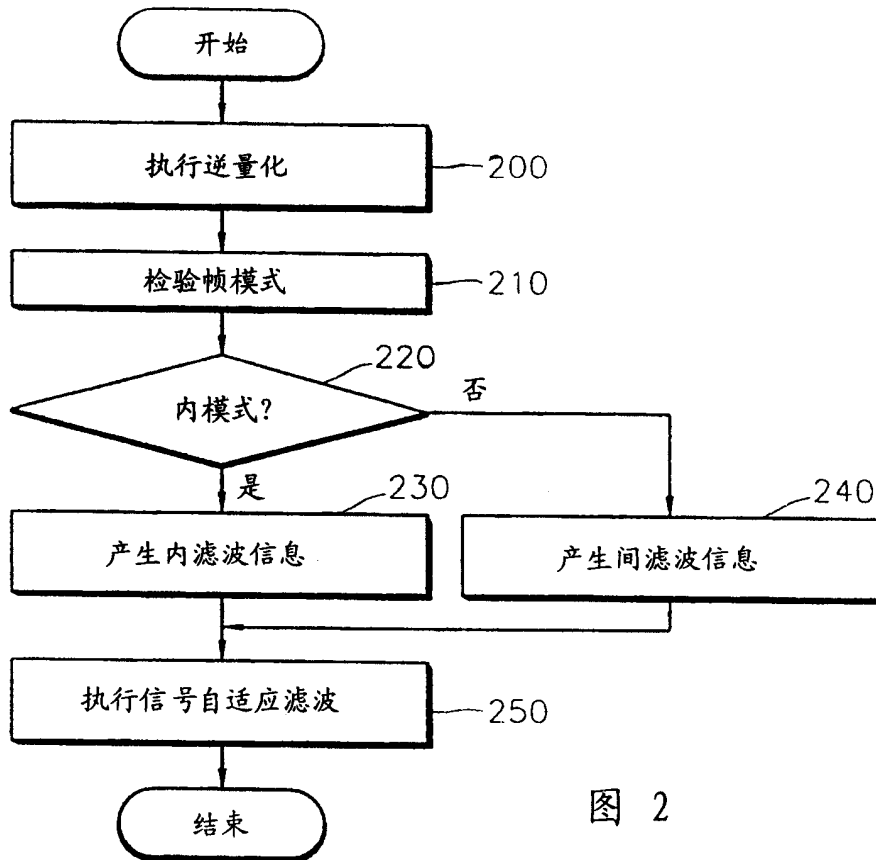 开始
执行逆量化
200
检验帧模式
210
220
内模式?
否
是
230
240
产生内滤波信息
产生间滤波信息
执行信号自适应滤波
250
结束
图 2